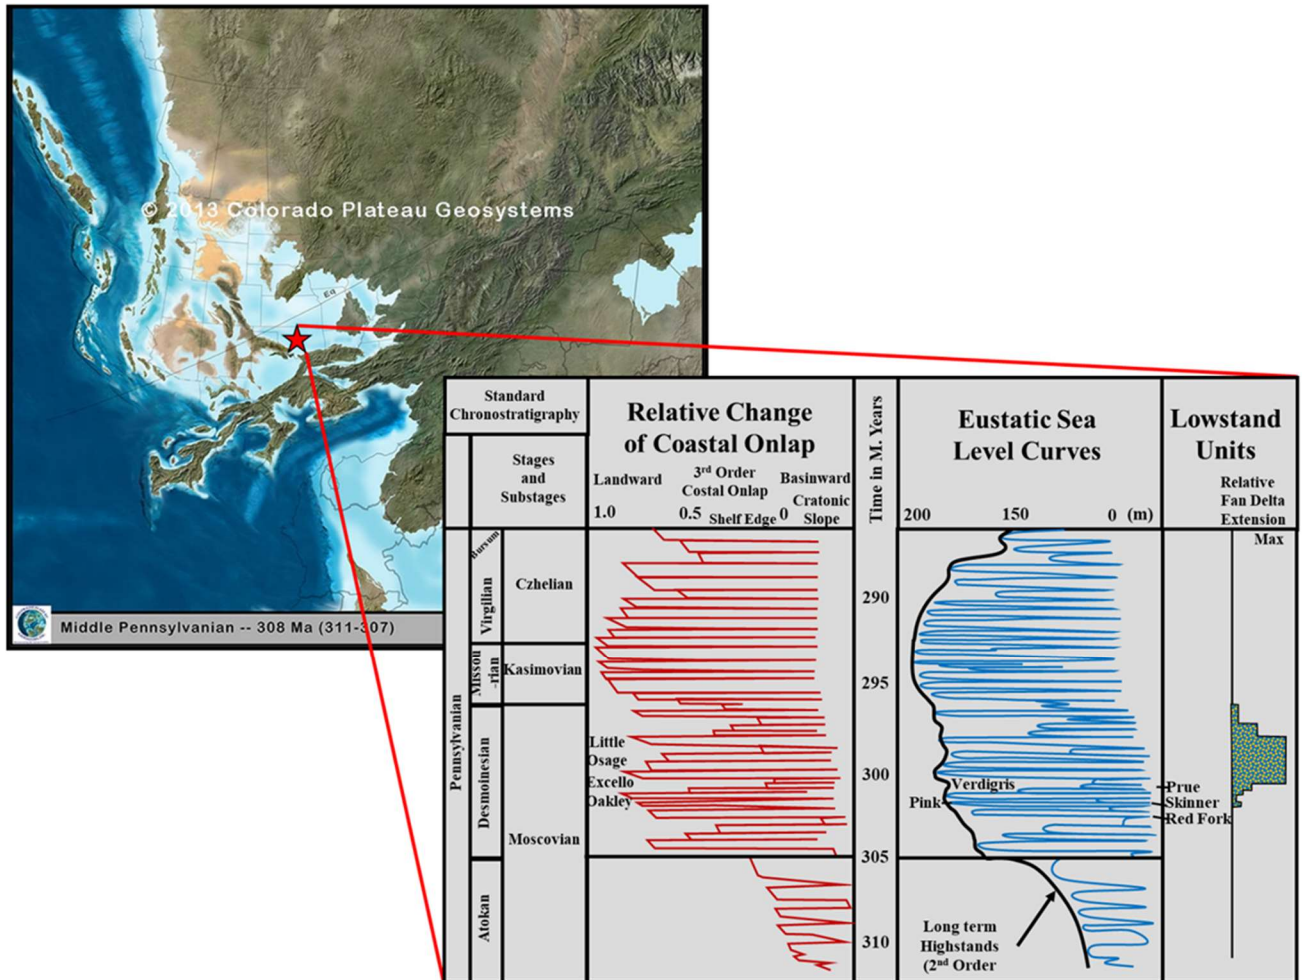 © 2013 Colorado Plateau Geosystems
Eq
Middle Pennsylvanian -- 308 Ma (311-307)
Standard
Chronostratigraphy
Stages
and
Substages
Relative Change
of Coastal Onlap
Landward
3rd Order
Costal Onlap
Basinward
Cratonic
Slope
1.0
0.5
Shelf Edge
0
Time in M. Years
Eustatic Sea
Level Curves
200
150
0 (m)
Lowstand
Units
Relative
Fan Delta
Extension
Max
Pennsylvanian
Bursum
Virgilian
Missou
-rian
Desmoinesian
Atokan
Czhelian
Kasimovian
Moscovian
Little
Osage
Excello
Oakley
290
295
300
305
310
Verdigris
Pink
Prue
Skinner
Red Fork
Long term
Highstands
(2nd Order